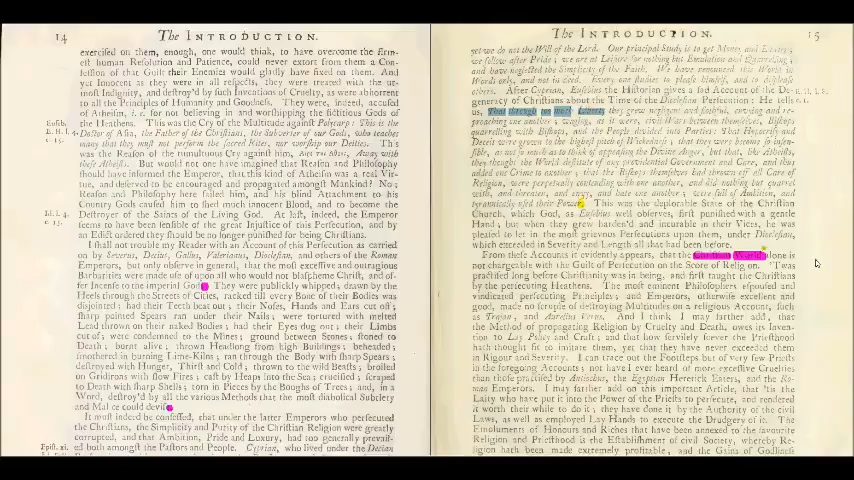 14
The INTRODUCTION.
exercised on them, enough, one would think, to have overcome the firm-
est human Resolution and Patience, could never extort from them a Con-
fession of that Guilt their Enemies would gladly have fixed on them. And
yet Innocent as they were in all respects, they were treated with the ut-
most Indignity, and destroy'd by such Inventions of Cruelty, as were abhorrent
to all the Principles of Humanity and Goodness. They were, indeed, accused
of Atheism, i. e. for not believing in and worshipping the fictitious Gods of
the Heathens. This was the Cry of the Multitude against Polycarp: This is the
Doctor of Asia, the Father of the Christians, the Subverter of our Gods, who teaches
many that they must not perform the sacred Rites, nor worship our Deities. This
was the Reason of the tumultuous Cry against him, Away with
these Atheists. But would not one have imagined that Reason and Philosophy
should have informed the Emperor, that this kind of Atheism was a real Vir-
tue, and deserved to be encouraged and propagated amongst Mankind? No;
Reason and Philosophy here failed him, and his blind Attachment to his
Country Gods caused him to shed much innocent Blood, and to become the
Destroyer of the Saints of the Living God. At last, indeed, the Emperor
seems to have been sensible of the great Injustice of this Persecution, and by
an Edict ordered they should be no longer punished for being Christians.
I shall not trouble my Reader with an Account of this Persecution as carried
on by Severus, Decius, Gallus, Valerianus, Dioclesian, and others of the Roman
Emperors, but only observe in general, that the most excessive and outragious
Barbarities were made use of upon all who would not blaspheme Christ, and of-
fer Incense to the imperial Gods. They were publickly whipped; drawn by the
Heels through the Streets of Cities, racked till every Bone of their Bodies was
disjointed; had their Teeth beat out; their Noses, Hands and Ears cut off;
sharp pointed Spears ran under their Nails; were tortured with melted
Lead thrown on their naked Bodies; had their Eyes dug out; their Limbs
cut off; were condemned to the Mines; ground between Stones; stoned to
Death; burnt alive; thrown Headlong from high Buildings; beheaded;
smothered in burning Lime-Kilns; ran through the Body with sharp Spears;
destroyed with Hunger, Thirst and Cold; thrown to the wild Beasts; broiled
on Gridirons with slow Fires; cast by Heaps into the Sea; crucified; scraped
to Death with sharp Shells; torn in Pieces by the Boughs of Trees; and, in a
Word, destroy'd by all the various Methods that the most diabolical Subtlety
and Malice could devise.
It must indeed be confessed, that under the latter Emperors who persecuted
the Christians, the Simplicity and Purity of the Christian Religion were greatly
corrupted, and that Ambition, Pride and Luxury, had too generally prevail-
ed both amongst the Pastors and People. Cyprian, who lived under the Decian
The INTRODUCTION.
15
yet we do not the Will of the Lord. Our principal Study is to get Money and Estates;
we follow after Pride; we are at Leisure for nothing but Emulation and Quarrelling;
and have neglected the Simplicity of the Faith. We have renounced this World in
Words only, and not in Deed. Every one studies to please himself, and to displease others.
After Cyprian, Eusebius the Historian gives a sad Account of the De-
generacy of Christians about the Time of the Dioclesian Persecution: He tells
us, That through too much Liberty they grew negligent and slothful, envying and re-
proaching one another; waging, as it were, civil Wars between themselves, Bishops
quarrelling with Bishops, and the People divided into Parties: That Hypocrisy and
Deceit were grown to the highest pitch of Wickedness; that they were become so insen-
sible, as not so much as to think of appeasing the Divine Anger, but that, like Atheists,
they thought the World destitute of any providential Government and Care, and thus
added one Crime to another; that the Bishops themselves had thrown off all Care of
Religion, were perpetually contending with one another, and did nothing but quarrel
with, and threaten, and envy, and hate one another; were full of Ambition, and
tyrannically used their Power. This was the deplorable State of the Christian
Church, which God, as Eusebius well observes, first punished with a gentle
Hand; but when they grew hardned and incurable in their Vices, he was
pleased to let in the most grievous Persecution upon them, under Dioclesian,
which exceeded in Severity and Length all that had been before.
From these Accounts it evidently appears, that the Christian World alone is
not chargeable with the Guilt of Persecution on the Score of Religion. 'Twas
practised long before Christianity was in being, and first taught the Christians
by the persecuting Heathens. The most eminent Philosophers espoused and
vindicated persecuting Principles; and Emperors, otherwise excellent and
good, made no scruple of destroying Multitudes on a religious Account, such
as Trajan, and Aurelius Verus. And I think I may farther add, that
the Method of propagating Religion by Cruelty and Death, owes its Inven-
tion to Lay Policy and Craft; and that how servilely soever the Priesthood
hath thought fit to imitate them, yet that they have never exceeded them
in Rigour and Severity. I can trace out the Footsteps but of very few Priests
in the foregoing Accounts; nor have I ever heard of more excessive Cruelties
than those practised by Antiochus, the Egyptian Heretick Eaters, and the Ro-
man Emperors. I may farther add on this important Article, that 'tis the
Laity who have put it into the Power of the Priests to persecute, and rendered
it worth their while to do it; they have done it by the Authority of the civil
Laws, as well as employed Lay Hands to execute the Drudgery of it. The
Emoluments of Honours and Riches that have been annexed to the favourite
Religion and Priesthood is the Establishment of civil Society, whereby Re-
ligion hath been made extremely profitable, and the Gains of Godliness